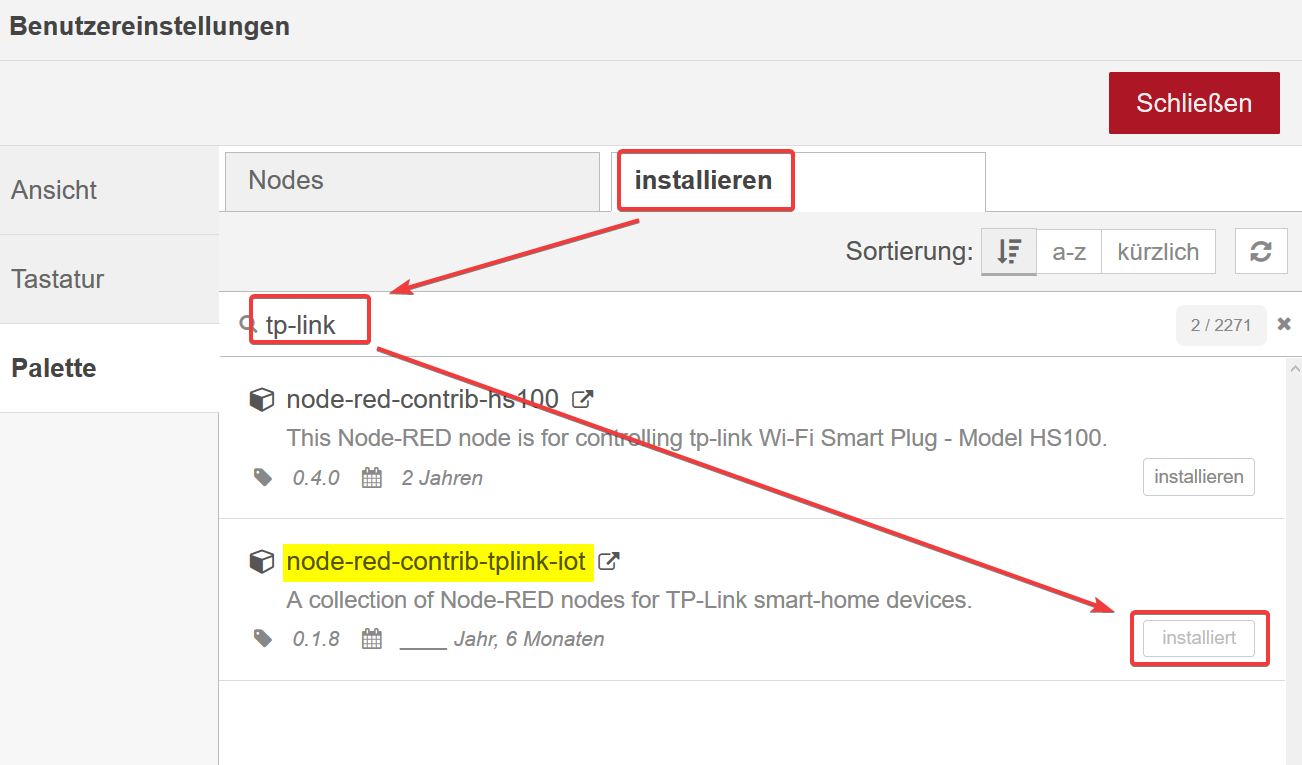 Benutzereinstellungen
Schließen
Ansicht
Tastatur
Palette
Nodes
installieren
Sortierung: a-z kürzlich
tp-link 2 / 2271
node-red-contrib-hs100
This Node-RED node is for controlling tp-link Wi-Fi Smart Plug - Model HS100.
0.4.0 2 Jahren
installieren
node-red-contrib-tplink-iot
A collection of Node-RED nodes for TP-Link smart-home devices.
0.1.8 ____ Jahr, 6 Monaten
installiert